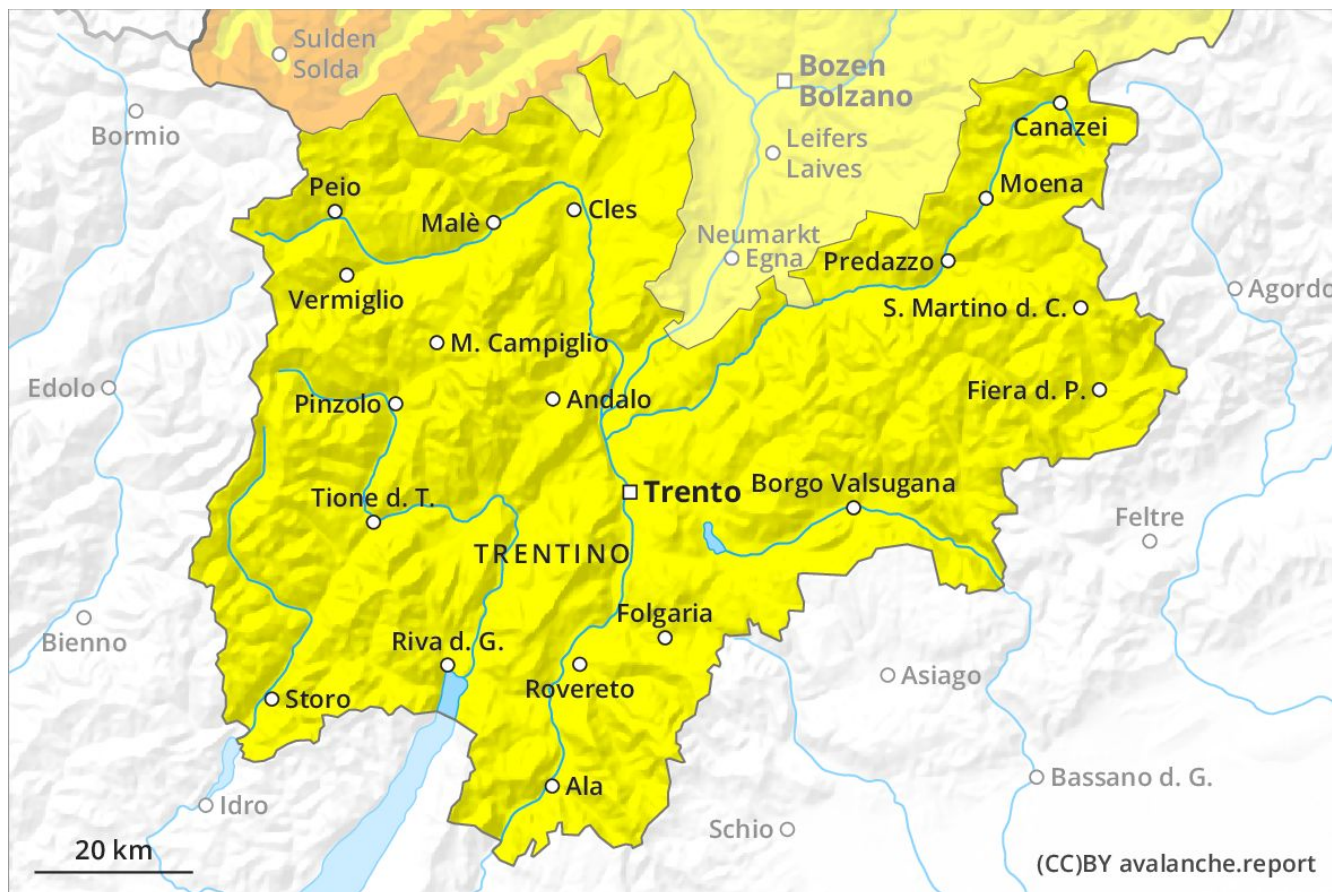 Sulden
Solda
Bozen
Bolzano
Bormio
Canazei
Leifers
Laives
Peio
Moena
Malè
Cles
Neumarkt
Egna
Predazzo
Vermiglio
Agordo
S. Martino d. C.
M. Campiglio
Edolo
Fiera d. P.
Andalo
Pinzolo
Borgo Valsugana
Trento
Tione d. T.
Feltre
TRENTINO
Folgaria
Bienno
Riva d. G.
Asiago
Rovereto
Storo
Bassano d. G.
Ala
Idro
Schio
20 km
(CC)BY avalanche.report